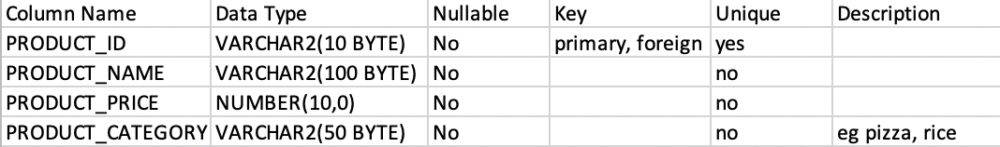 Column Name Data Type Nullable Key Unique Description
PRODUCT_ID VARCHAR2(10 BYTE) No primary, foreign yes
PRODUCT_NAME VARCHAR2(100 BYTE) No no
PRODUCT_PRICE NUMBER(10,0) No no
PRODUCT_CATEGORY VARCHAR2(50 BYTE) No no eg pizza, rice